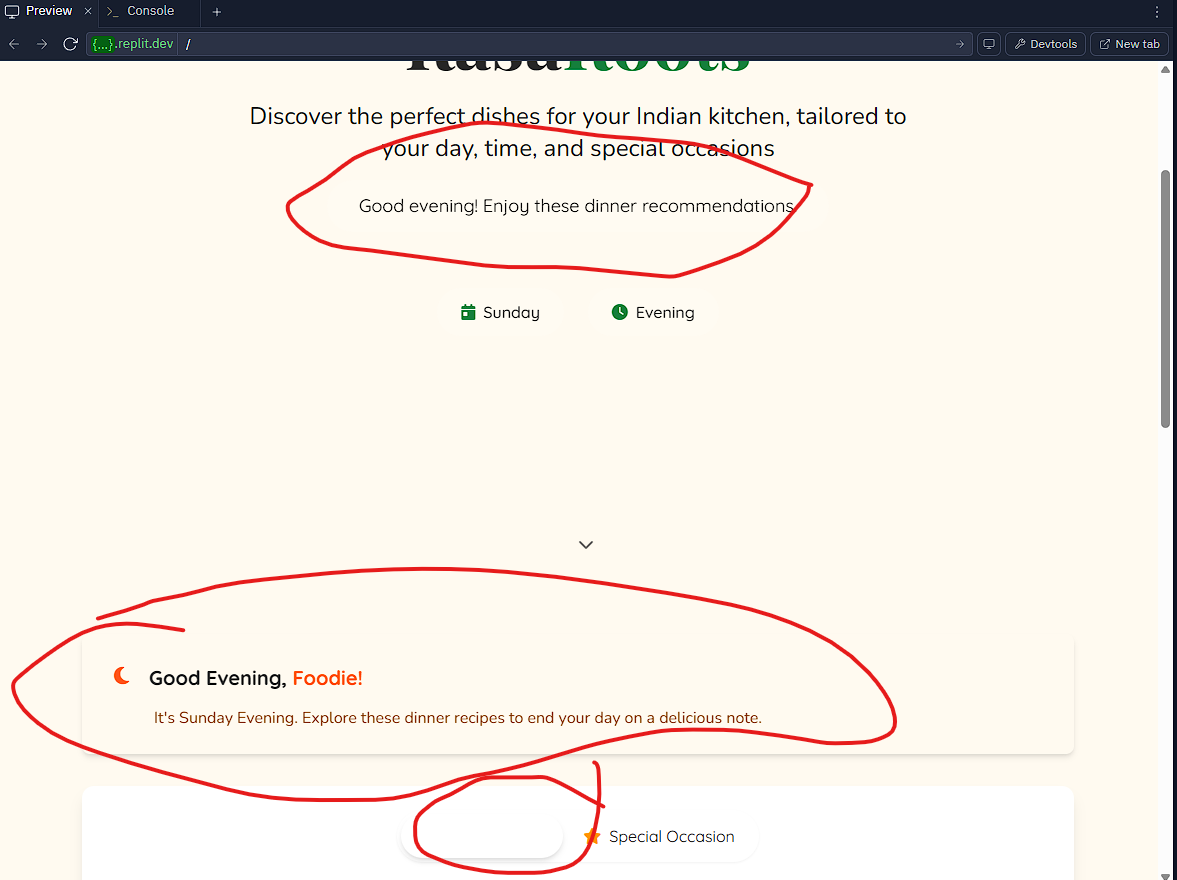 Preview
Console
{...}.replit.dev /
Devtools
New tab
RasaRoots
Discover the perfect dishes for your Indian kitchen, tailored to
your day, time, and special occasions
Good evening! Enjoy these dinner recommendations
Sunday
Evening
Good Evening, Foodie!
It's Sunday Evening. Explore these dinner recipes to end your day on a delicious note.
Special Occasion